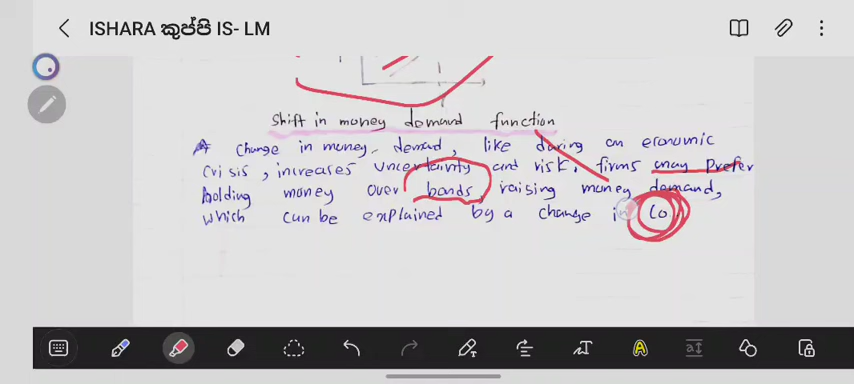 ISHARA කුප්පි IS- LM
Shift in money demand function
A change in money demand, like during an economic
crisis, increases uncertainty and risk. firms may prefer
holding money over bonds, raising money demand,
which can be explained by a change in Co.